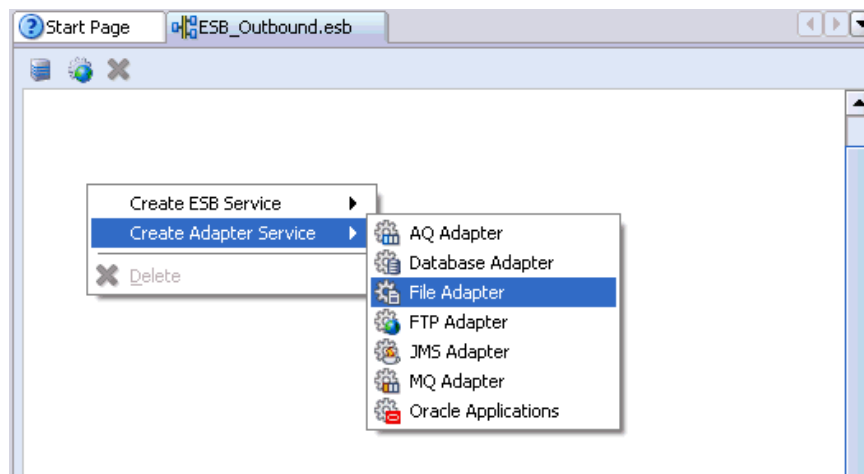 Start Page
ESB_Outbound.esb
Create ESB Service
Create Adapter Service
Delete
AQ Adapter
Database Adapter
File Adapter
FTP Adapter
JMS Adapter
MQ Adapter
Oracle Applications